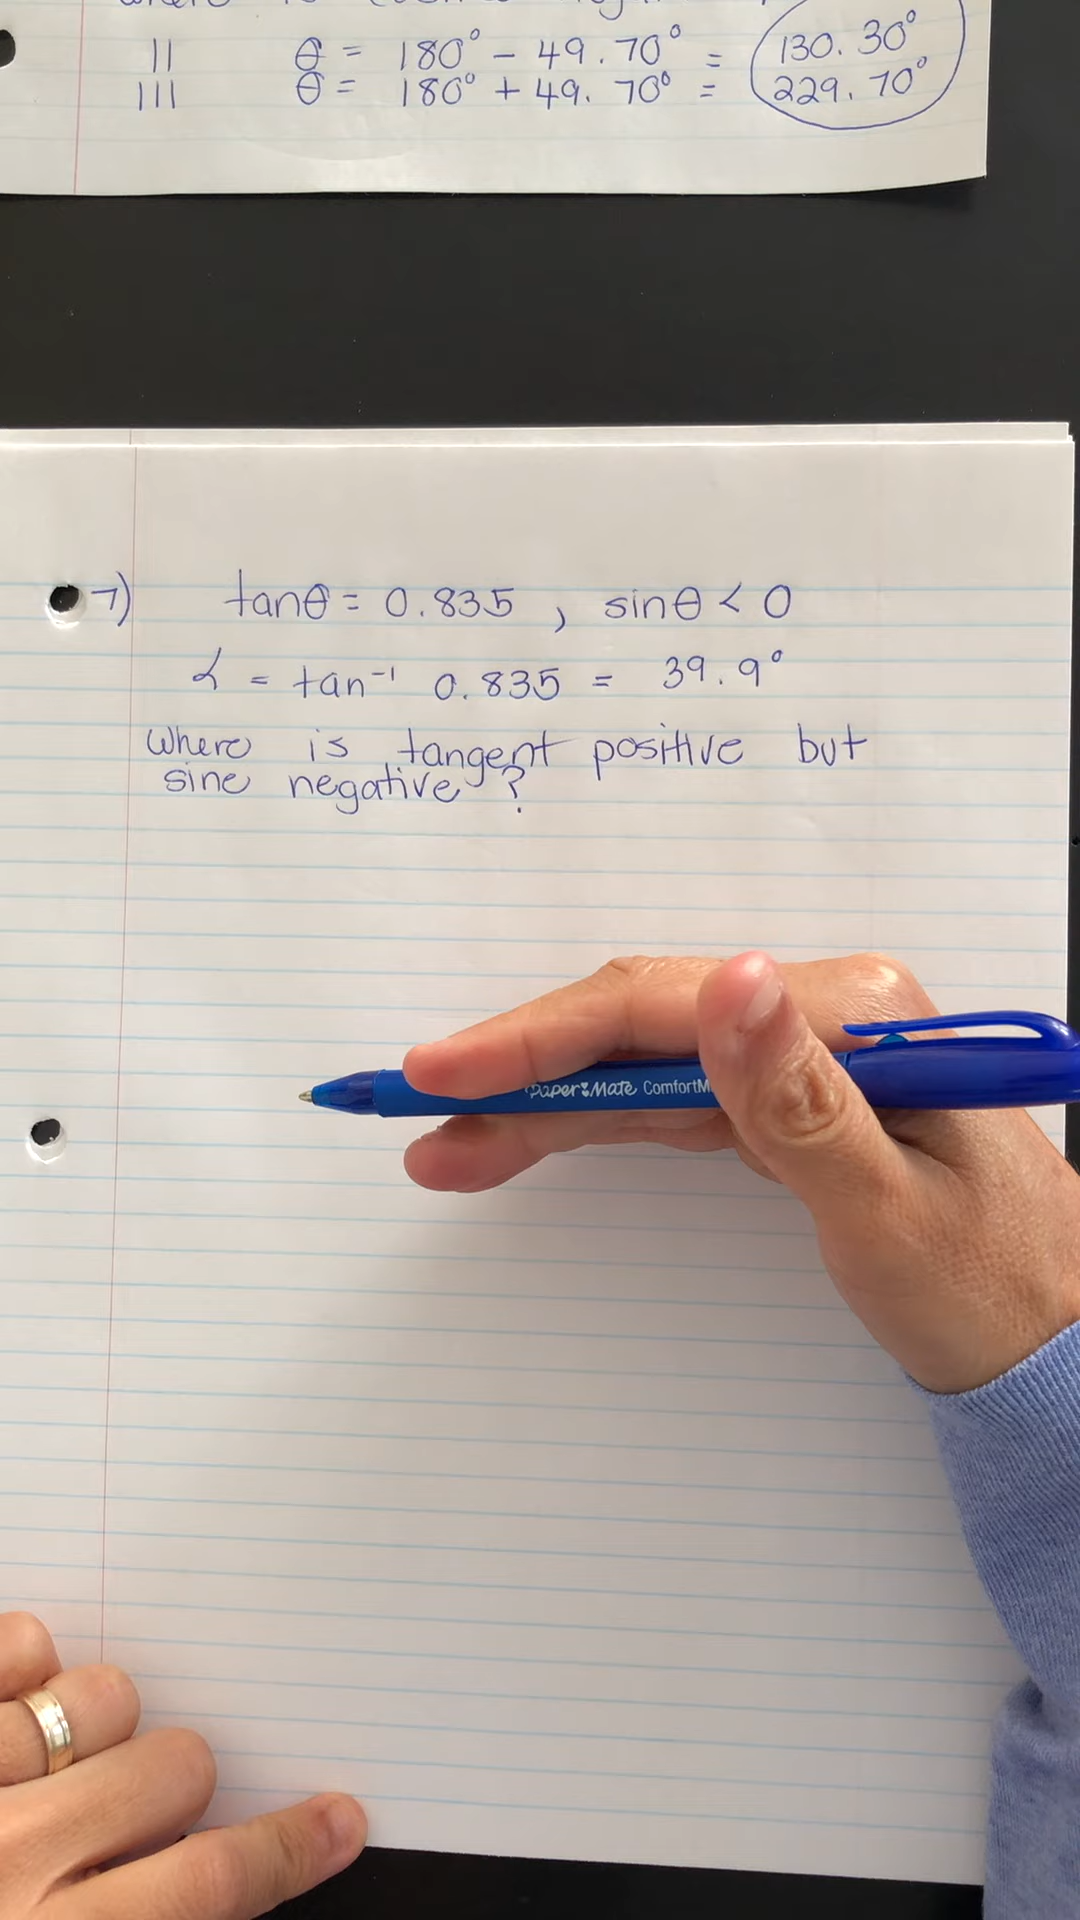 II θ = 180° - 49.70° = 130.30°
III θ = 180° + 49.70° = 229.70°
7) tanθ = 0.835 , sinθ < 0
α = tan⁻¹ 0.835 = 39.9°
where is tangent positive but
sine negative?
Paper Mate ComfortM